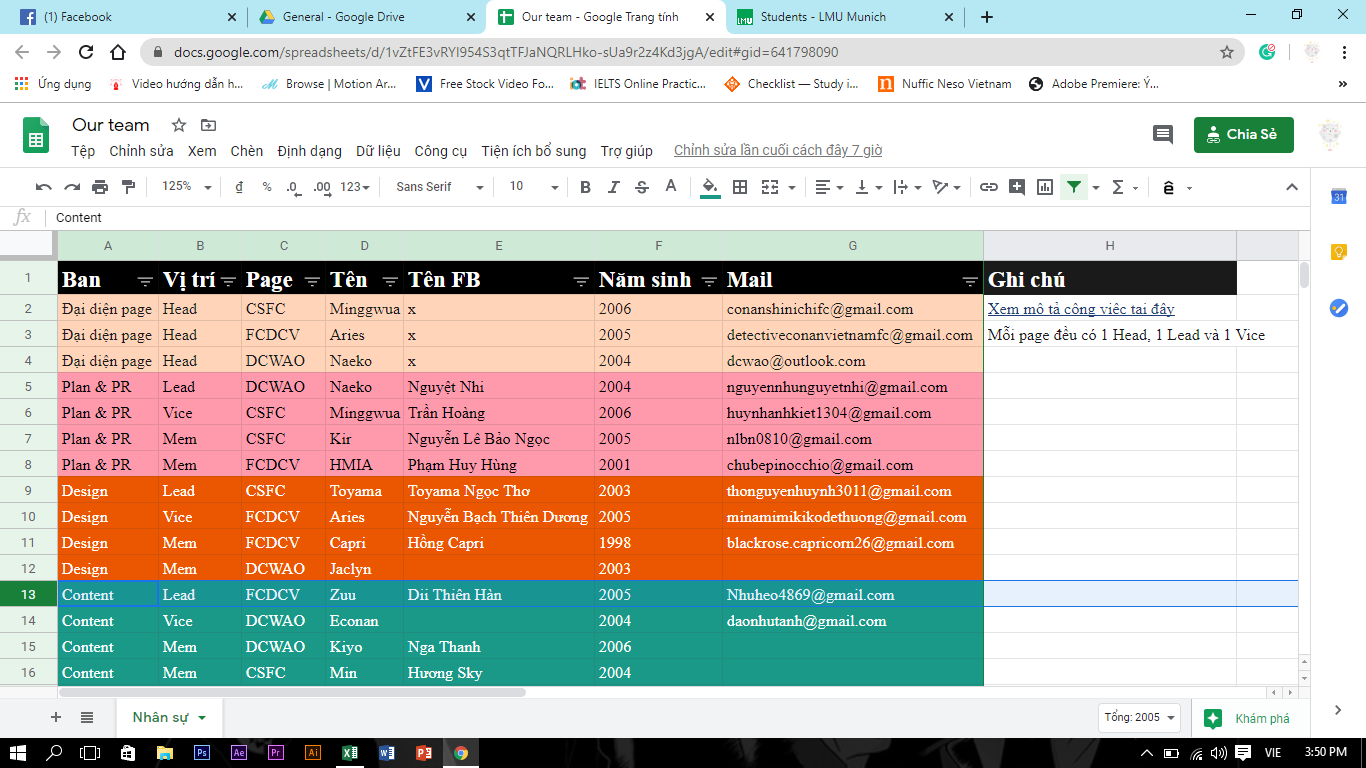 (1) Facebook
General - Google Drive
Our team - Google Trang tính
Students - LMU Munich
docs.google.com/spreadsheets/d/1vZtFE3vRYl954S3qtTFJaNQRLHko-sUa9r2z4Kd3jgA/edit#gid=641798090
Ứng dụng Video hướng dẫn h... Browse | Motion Ar... Free Stock Video Fo... IELTS Online Practic... Checklist — Study i... Nuffic Neso Vietnam Adobe Premiere: Ý...
Our team
Chia Sẻ
Tệp Chỉnh sửa Xem Chèn Định dạng Dữ liệu Công cụ Tiện ích bổ sung Trợ giúp Chỉnh sửa lần cuối cách đây 7 giờ
125% đ % .0 .00 123 Sans Serif 10 B I S A Σ ê
fx Content
A B C D E F G H
1 Ban Vị trí Page Tên Tên FB Năm sinh Mail Ghi chú
2 Đại diện page Head CSFC Minggwua x 2006 conanshinichifc@gmail.com Xem mô tả công việc tại đây
3 Đại diện page Head FCDCV Aries x 2005 detectiveconanvietnamfc@gmail.com Mỗi page đều có 1 Head, 1 Lead và 1 Vice
4 Đại diện page Head DCWAO Naeko x 2004 dcwao@outlook.com
5 Plan & PR Lead DCWAO Naeko Nguyệt Nhi 2004 nguyennhunguyetnhi@gmail.com
6 Plan & PR Vice CSFC Minggwua Trần Hoàng 2006 huynhanhkiet1304@gmail.com
7 Plan & PR Mem CSFC Kir Nguyễn Lê Bảo Ngọc 2005 nlbn0810@gmail.com
8 Plan & PR Mem FCDCV HMIA Phạm Huy Hùng 2001 chubepinocchio@gmail.com
9 Design Lead CSFC Toyama Toyama Ngọc Thơ 2003 thonguyenhuynh3011@gmail.com
10 Design Vice FCDCV Aries Nguyễn Bạch Thiên Dương 2005 minamimikikodethuong@gmail.com
11 Design Mem FCDCV Capri Hồng Capri 1998 blackrose.capricorn26@gmail.com
12 Design Mem DCWAO Jaclyn 2003
13 Content Lead FCDCV Zuu Dii Thiên Hàn 2005 Nhuheo4869@gmail.com
14 Content Vice DCWAO Econan 2004 daonhutanh@gmail.com
15 Content Mem DCWAO Kiyo Nga Thanh 2006
16 Content Mem CSFC Min Hương Sky 2004
Nhân sự
Tổng: 2005
Khám phá
31
LMU
Ps Ae Pr Ai
VIE
3:50 PM